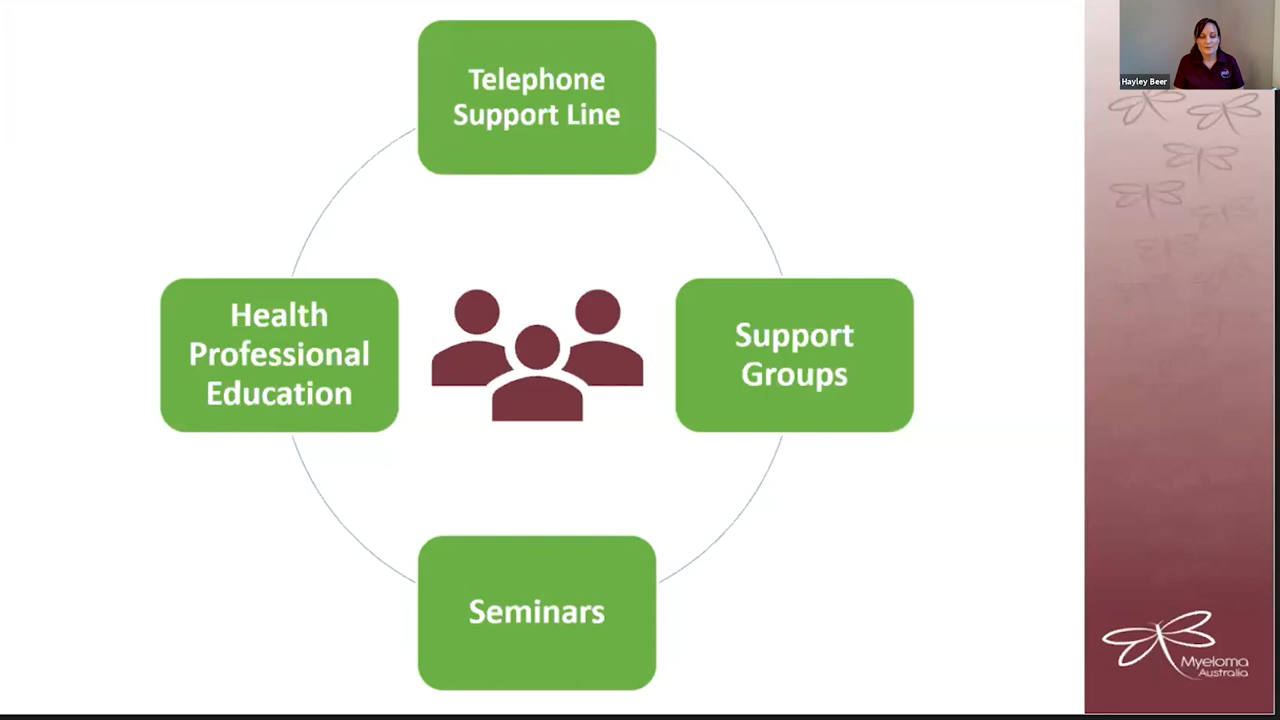 Telephone
Support Line
Hayley Beer
Health
Professional
Education
Support
Groups
Seminars
Myeloma
Australia